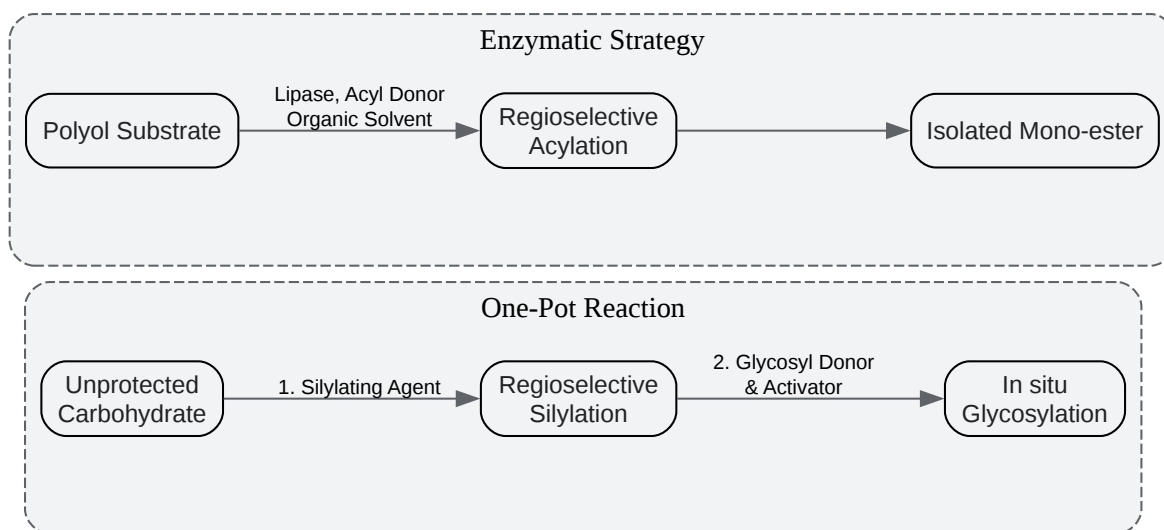 Enzymatic Strategy
Lipase, Acyl Donor
Organic Solvent
Polyol Substrate
Regioselective
Acylation
Isolated Mono-ester
One-Pot Reaction
Unprotected
Carbohydrate
1. Silylating Agent
Regioselective
Silylation
2. Glycosyl Donor
& Activator
In situ
Glycosylation